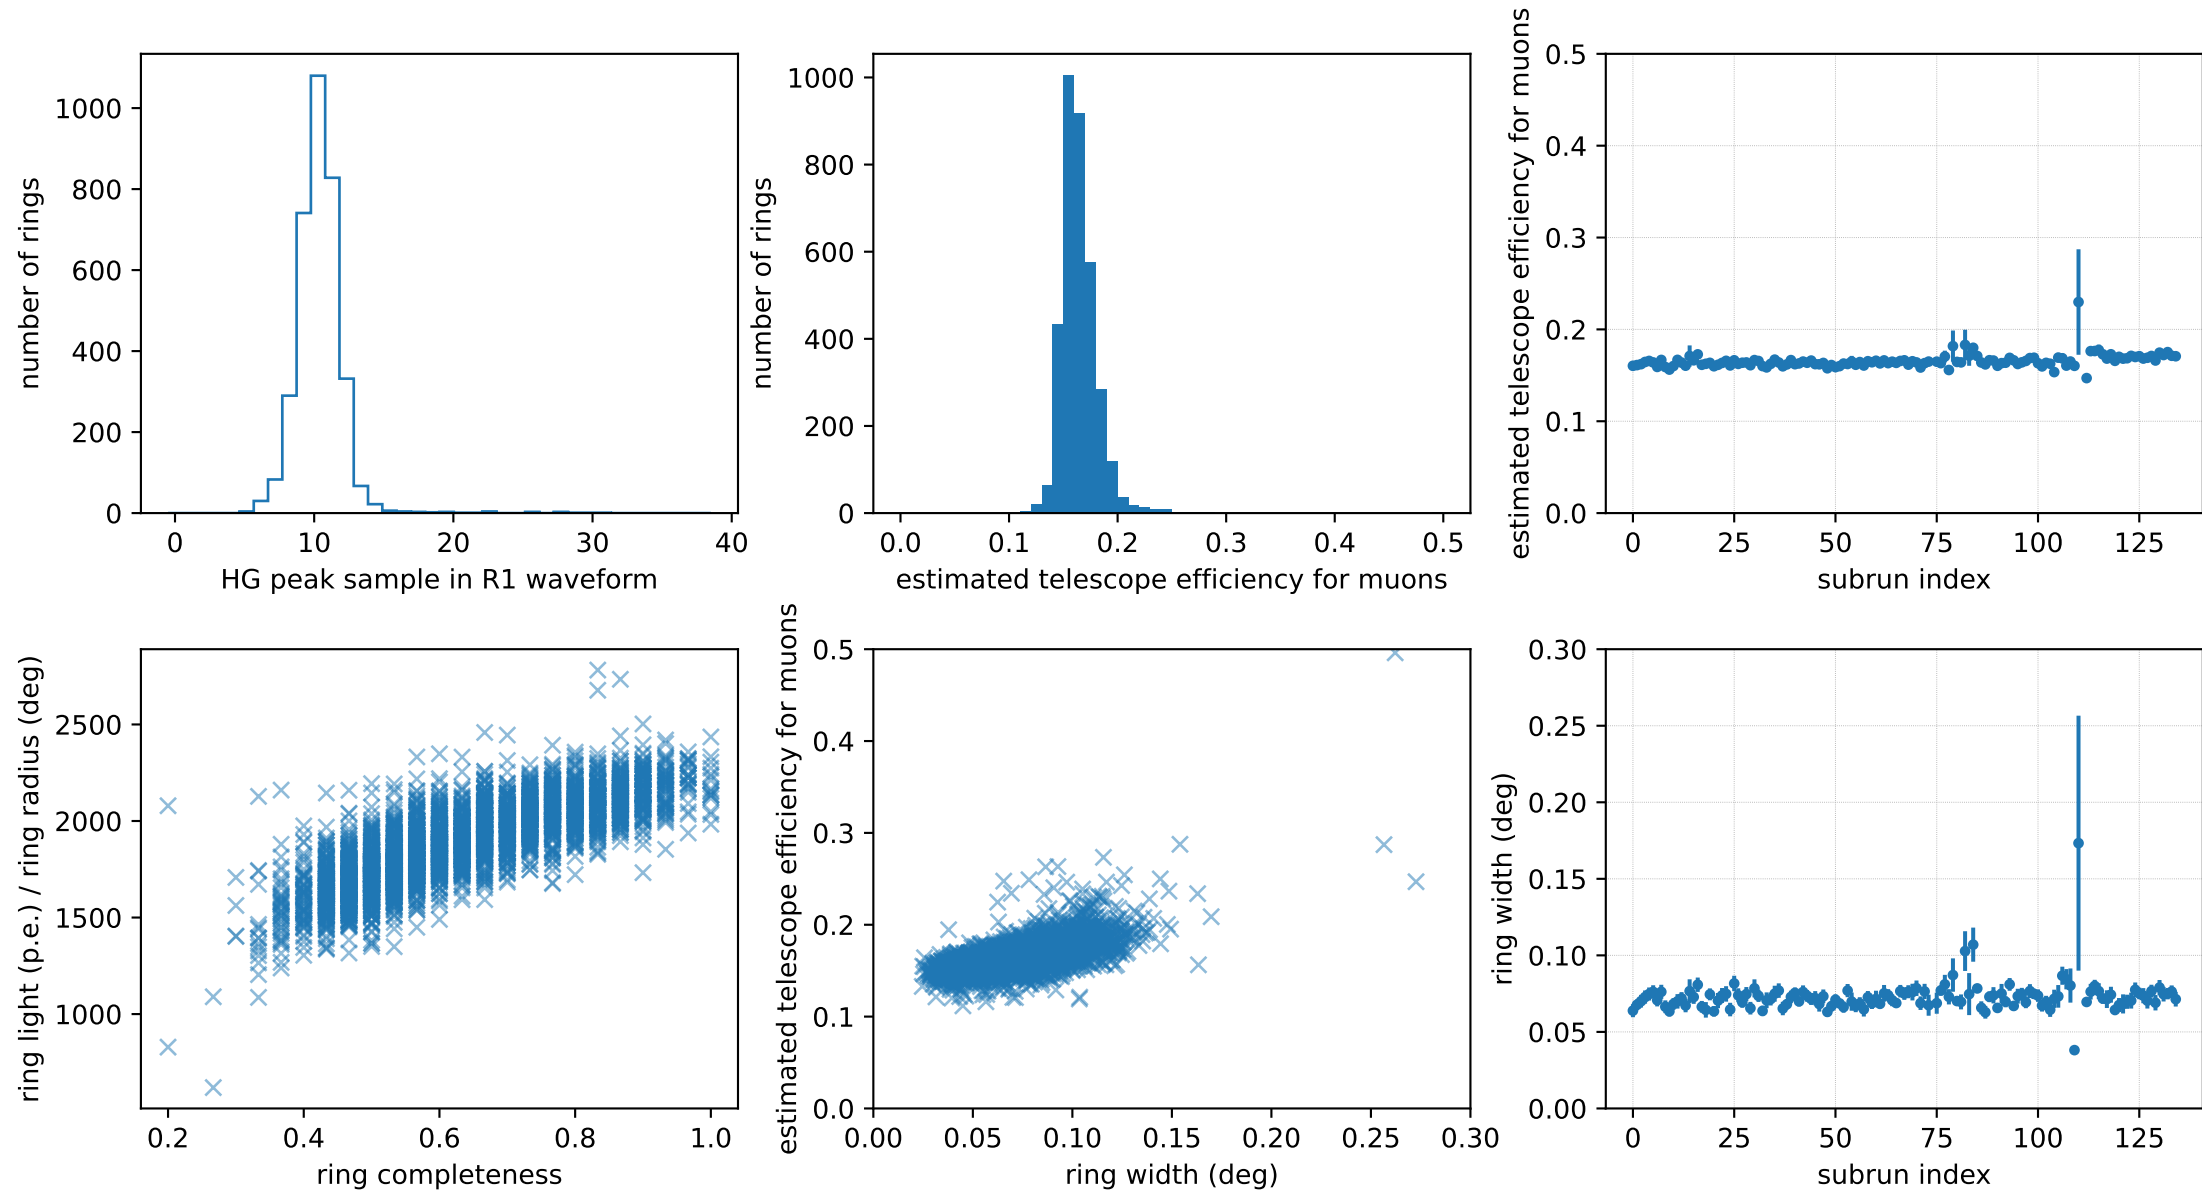 number of rings
1000
800
600
400
200
0
0 10 20 30 40
HG peak sample in R1 waveform
number of rings
1000
800
600
400
200
0
0.0 0.1 0.2 0.3 0.4 0.5
estimated telescope efficiency for muons
estimated telescope efficiency for muons
0.5
0.4
0.3
0.2
0.1
0.0
0 25 50 75 100 125
subrun index
ring light (p.e.) / ring radius (deg)
2500
2000
1500
1000
0.2 0.4 0.6 0.8 1.0
ring completeness
estimated telescope efficiency for muons
0.5
0.4
0.3
0.2
0.1
0.0
0.00 0.05 0.10 0.15 0.20 0.25 0.30
ring width (deg)
ring width (deg)
0.30
0.25
0.20
0.15
0.10
0.05
0.00
0 25 50 75 100 125
subrun index